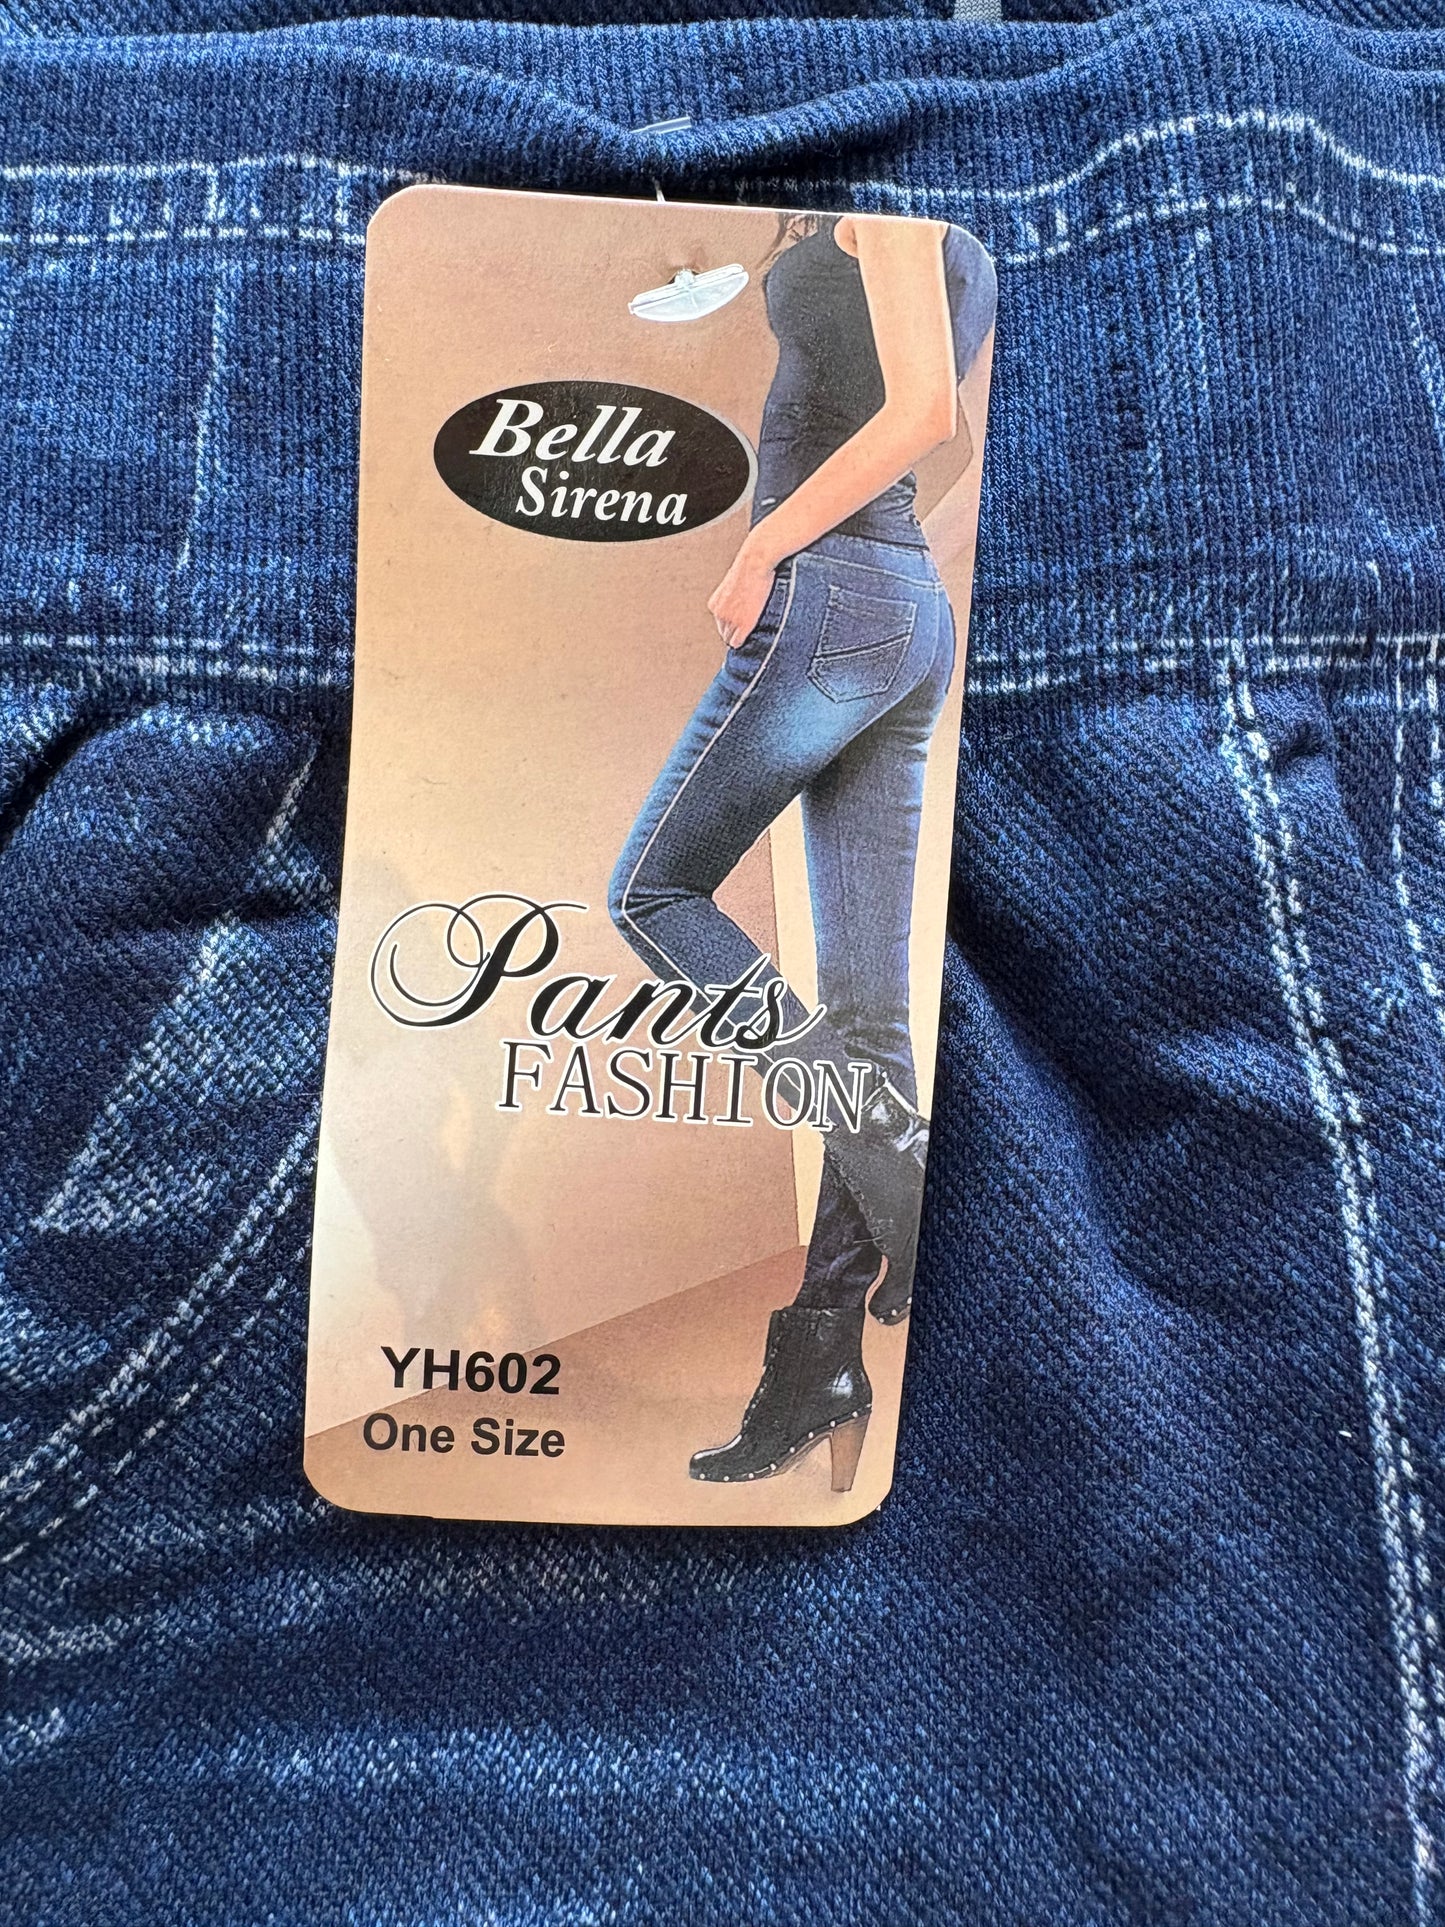 Bella
Sirena
Pants
FASHION
YH602
One Size